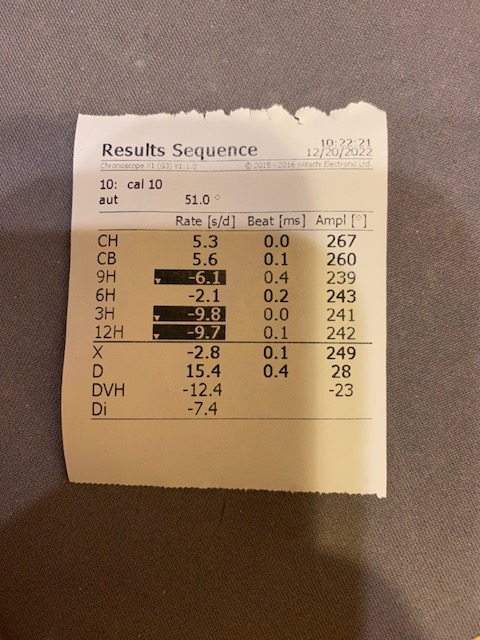 10:22:21
Results Sequence 12/20/2022
Chronoscope X1 (G3) V1.1.0 © 2015 - 2016 Witschi Electronic Ltd.
10: cal 10
aut 51.0 °
Rate [s/d] Beat [ms] Ampl [°]
CH 5.3 0.0 267
CB 5.6 0.1 260
9H -6.1 0.4 239
6H -2.1 0.2 243
3H -9.8 0.0 241
12H -9.7 0.1 242
X -2.8 0.1 249
D 15.4 0.4 28
DVH -12.4 -23
Di -7.4